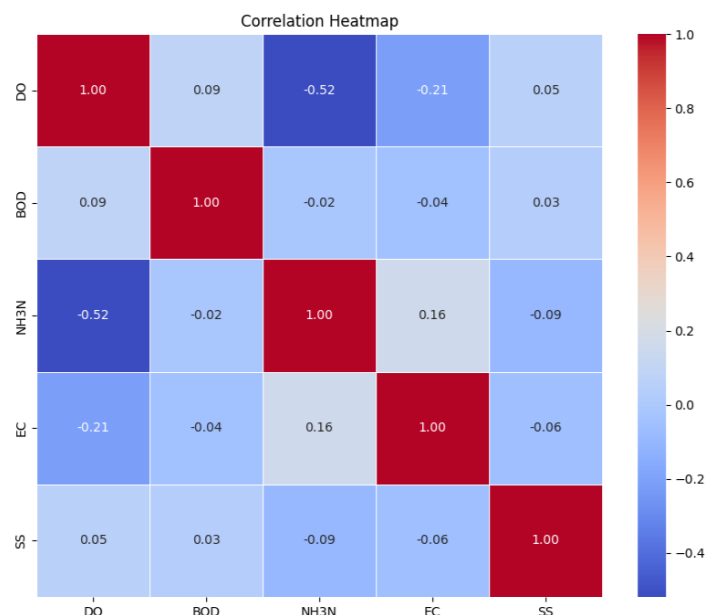 Correlation Heatmap
DO 1.00 0.09 -0.52 -0.21 0.05
BOD 0.09 1.00 -0.02 -0.04 0.03
NH3N -0.52 -0.02 1.00 0.16 -0.09
EC -0.21 -0.04 0.16 1.00 -0.06
SS 0.05 0.03 -0.09 -0.06 1.00
DO BOD NH3N EC SS
1.0
0.8
0.6
0.4
0.2
0.0
−0.2
−0.4